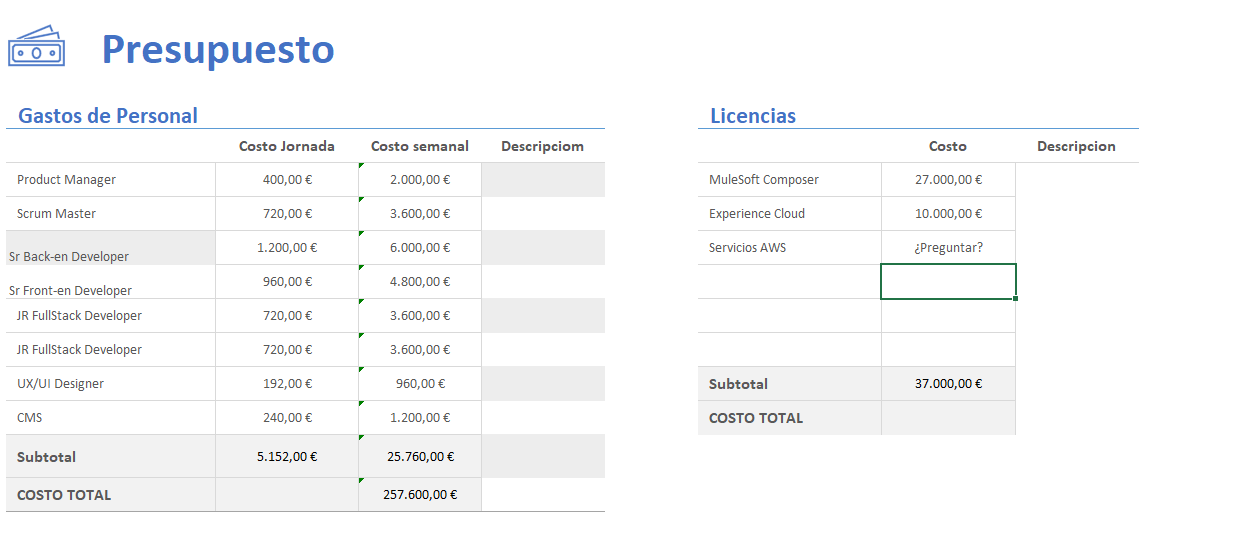 Presupuesto
Gastos de Personal
Costo Jornada Costo semanal Descripciom
Product Manager 400,00 € 2.000,00 €
Scrum Master 720,00 € 3.600,00 €
Sr Back-en Developer 1.200,00 € 6.000,00 €
Sr Front-en Developer 960,00 € 4.800,00 €
JR FullStack Developer 720,00 € 3.600,00 €
JR FullStack Developer 720,00 € 3.600,00 €
UX/UI Designer 192,00 € 960,00 €
CMS 240,00 € 1.200,00 €
Subtotal 5.152,00 € 25.760,00 €
COSTO TOTAL 257.600,00 €
Licencias
Costo Descripcion
MuleSoft Composer 27.000,00 €
Experience Cloud 10.000,00 €
Servicios AWS ¿Preguntar?
Subtotal 37.000,00 €
COSTO TOTAL